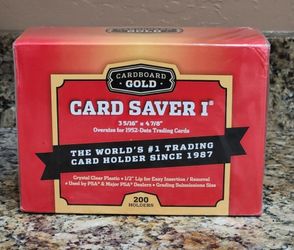 CARDBOARD
GOLD
CARD SAVER I®
3 5/16" x 4 7/8"
Oversize for 1952-Date Trading Cards
THE WORLD'S #1 TRADING
CARD HOLDER SINCE 1987
Crystal Clear Plastic • 1/2" Lip for Easy Insertion / Removal
• Used by PSA® & Major PSA® Dealers • Grading Submissions Size
200
HOLDERS